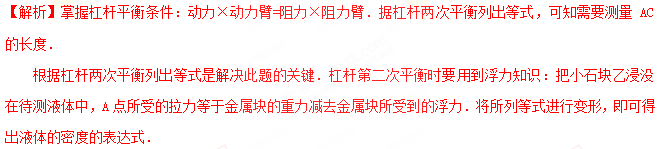 【解析】掌握杠杆平衡条件：动力×动力臂=阻力×阻力臂．据杠杆两次平衡列出等式，可知需要测量 AC
的长度．
根据杠杆两次平衡列出等式是解决此题的关键．杠杆第二次平衡时要用到浮力知识：把小石块乙浸没
在待测液体中，A 点所受的拉力等于金属块的重力减去金属块所受到的浮力．将所列等式进行变形，即可得
出液体的密度的表达式．